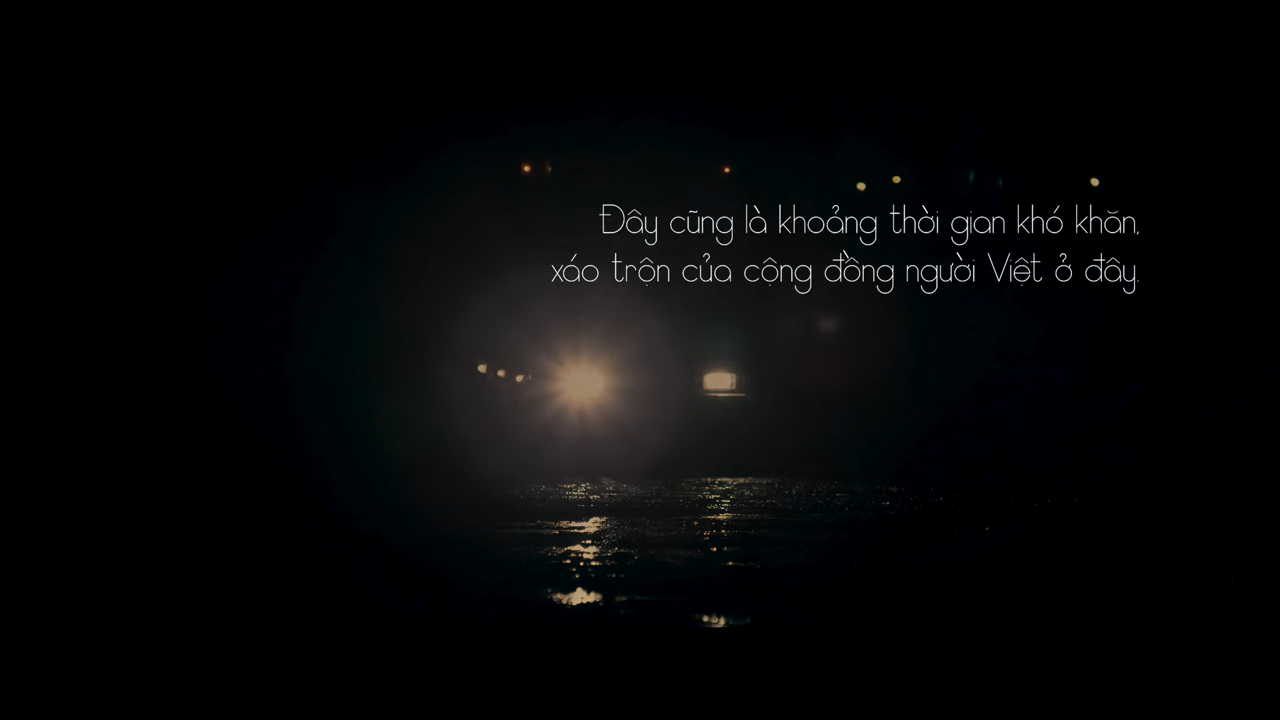 Đây cũng là khoảng thời gian khó khăn,
xáo trộn của cộng đồng người Việt ở đây.